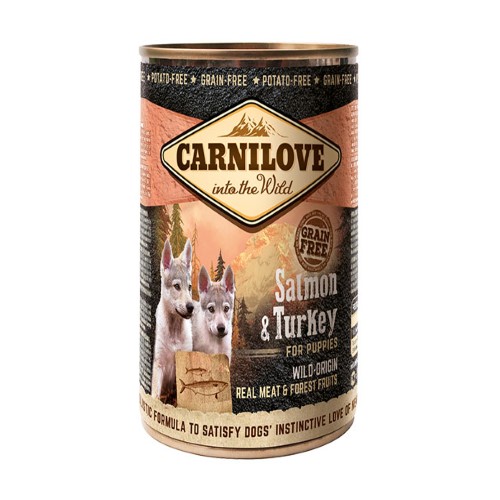 POTATO-FREE ★ GRAIN-FREE ★ POTATO-FREE ★ GRAIN-FREE
CARNILOVE
into the Wild
GRAIN
FREE
Salmon
& Turkey
FOR PUPPIES
WILD-ORIGIN
REAL MEAT & FOREST FRUITS
FORMULA TO SATISFY DOGS' INSTINCTIVE LOVE OF